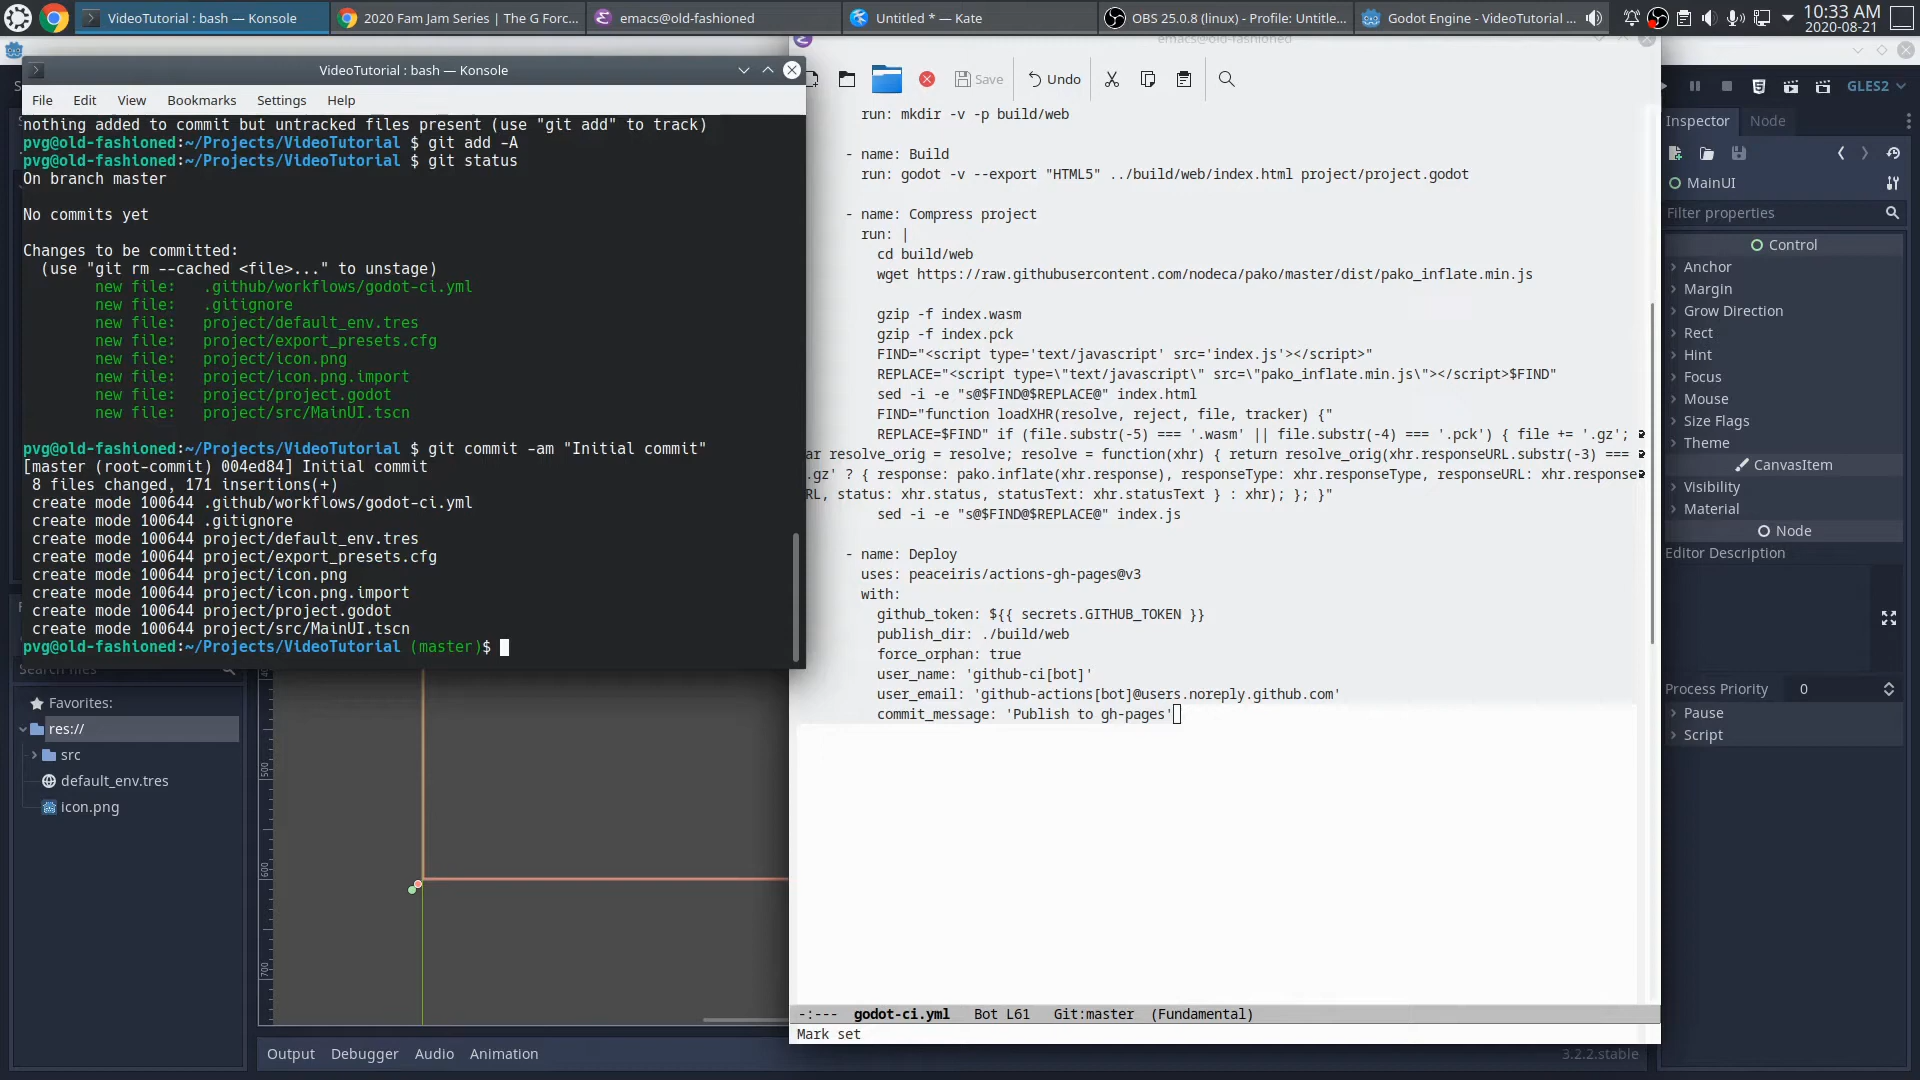 VideoTutorial : bash — Konsole
2020 Fam Jam Series | The G Forc...
emacs@old-fashioned
Untitled * — Kate
OBS 25.0.8 (linux) - Profile: Untitle...
Godot Engine - VideoTutorial ...
10:33 AM
2020-08-21
VideoTutorial : bash — Konsole
File Edit View Bookmarks Settings Help
nothing added to commit but untracked files present (use "git add" to track)
pvg@old-fashioned:~/Projects/VideoTutorial $ git add -A
pvg@old-fashioned:~/Projects/VideoTutorial $ git status
On branch master
No commits yet
Changes to be committed:
(use "git rm --cached <file>..." to unstage)
new file: .github/workflows/godot-ci.yml
new file: .gitignore
new file: project/default_env.tres
new file: project/export_presets.cfg
new file: project/icon.png
new file: project/icon.png.import
new file: project/project.godot
new file: project/src/MainUI.tscn
pvg@old-fashioned:~/Projects/VideoTutorial $ git commit -am "Initial commit"
[master (root-commit) 004ed84] Initial commit
8 files changed, 171 insertions(+)
create mode 100644 .github/workflows/godot-ci.yml
create mode 100644 .gitignore
create mode 100644 project/default_env.tres
create mode 100644 project/export_presets.cfg
create mode 100644 project/icon.png
create mode 100644 project/icon.png.import
create mode 100644 project/project.godot
create mode 100644 project/src/MainUI.tscn
pvg@old-fashioned:~/Projects/VideoTutorial (master)$
Search files
Favorites:
res://
src
default_env.tres
icon.png
500
600
700
Output Debugger Audio Animation
3.2.2.stable
emacs@old-fashioned
Save Undo
run: mkdir -v -p build/web
- name: Build
run: godot -v --export "HTML5" ../build/web/index.html project/project.godot
- name: Compress project
run: |
cd build/web
wget https://raw.githubusercontent.com/nodeca/pako/master/dist/pako_inflate.min.js
gzip -f index.wasm
gzip -f index.pck
FIND="<script type='text/javascript' src='index.js'></script>"
REPLACE="<script type=\"text/javascript\" src=\"pako_inflate.min.js\"></script>$FIND"
sed -i -e "s@$FIND@$REPLACE@" index.html
FIND="function loadXHR(resolve, reject, file, tracker) {"
REPLACE=$FIND" if (file.substr(-5) === '.wasm' || file.substr(-4) === '.pck') { file += '.gz';
ar resolve_orig = resolve; resolve = function(xhr) { return resolve_orig(xhr.responseURL.substr(-3) ===
.gz' ? { response: pako.inflate(xhr.response), responseType: xhr.responseType, responseURL: xhr.response
RL, status: xhr.status, statusText: xhr.statusText } : xhr); }; }"
sed -i -e "s@$FIND@$REPLACE@" index.js
- name: Deploy
uses: peaceiris/actions-gh-pages@v3
with:
github_token: ${{ secrets.GITHUB_TOKEN }}
publish_dir: ./build/web
force_orphan: true
user_name: 'github-ci[bot]'
user_email: 'github-actions[bot]@users.noreply.github.com'
commit_message: 'Publish to gh-pages'
-:--- godot-ci.yml Bot L61 Git:master (Fundamental)
Mark set
GLES2
Inspector Node
MainUI
Filter properties
Control
Anchor
Margin
Grow Direction
Rect
Hint
Focus
Mouse
Size Flags
Theme
CanvasItem
Visibility
Material
Node
Editor Description
Process Priority 0
Pause
Script